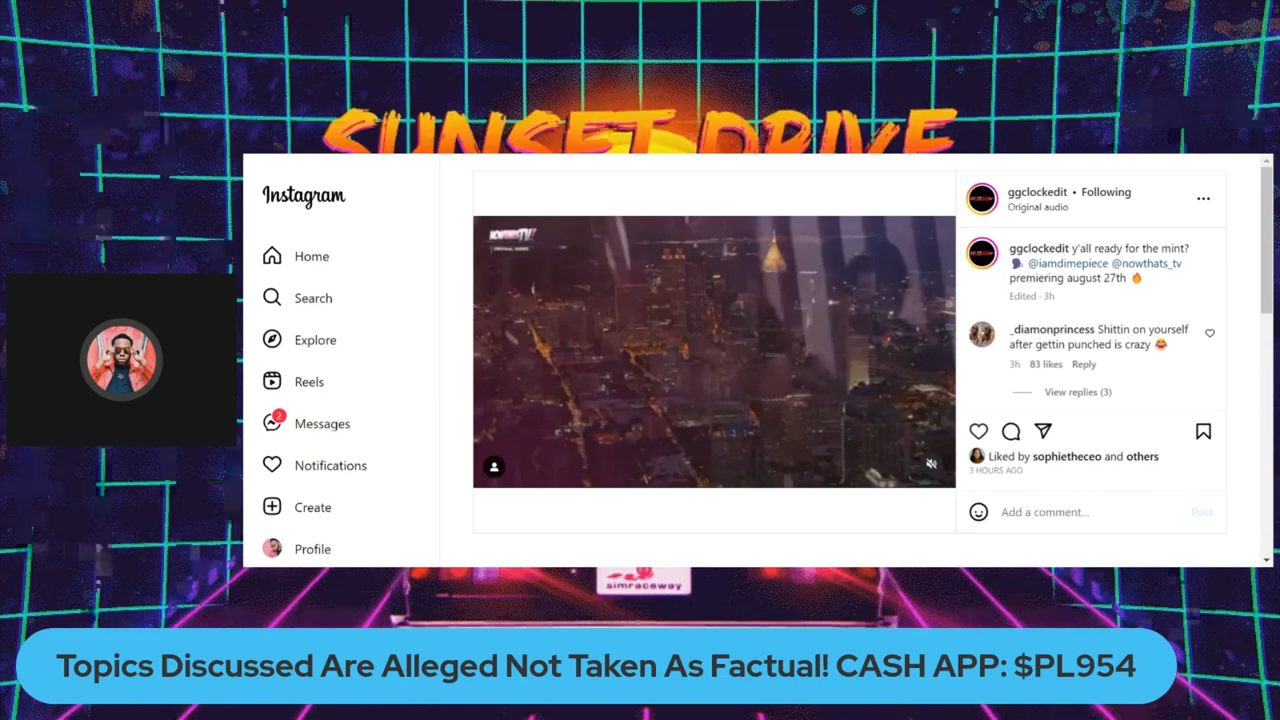 SUNSET DRIVE
Instagram
Home
Search
Explore
Reels
2
Messages
Notifications
Create
Profile
NOWTHATSTV!
ORIGINAL SERIES
ggclockedit • Following
Original audio
ggclockedit y'all ready for the mint?
🗣 @iamdimepiece @nowthats_tv
premiering august 27th 🔥
Edited · 3h
_diamonprincess Shittin on yourself
after gettin punched is crazy 😂
3h 83 likes Reply
View replies (3)
Liked by sophietheceo and others
3 HOURS AGO
Add a comment...
Post
simraceway
Topics Discussed Are Alleged Not Taken As Factual! CASH APP: $PL954